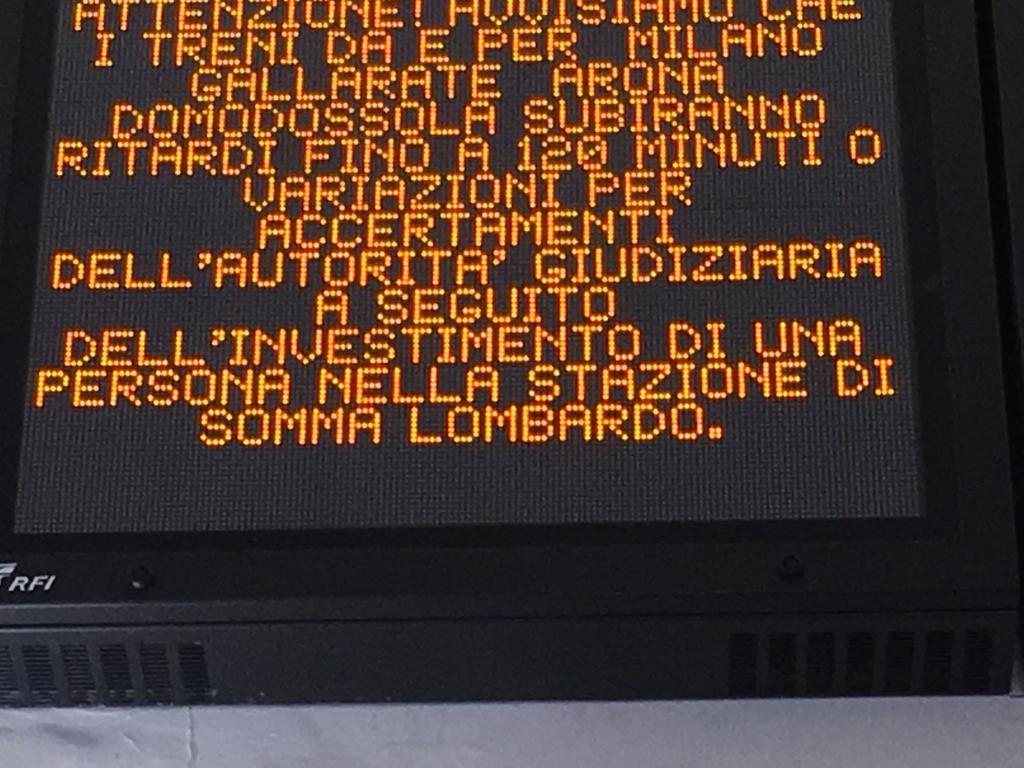 ATTENZIONE! AVVISIAMO CHE
I TRENI DA E PER MILANO
GALLARATE ARONA
DOMODOSSOLA SUBIRANNO
RITARDI FINO A 120 MINUTI O
VARIAZIONI PER
ACCERTAMENTI
DELL'AUTORITA' GIUDIZIARIA
A SEGUITO
DELL'INVESTIMENTO DI UNA
PERSONA NELLA STAZIONE DI
SOMMA LOMBARDO.
RFI